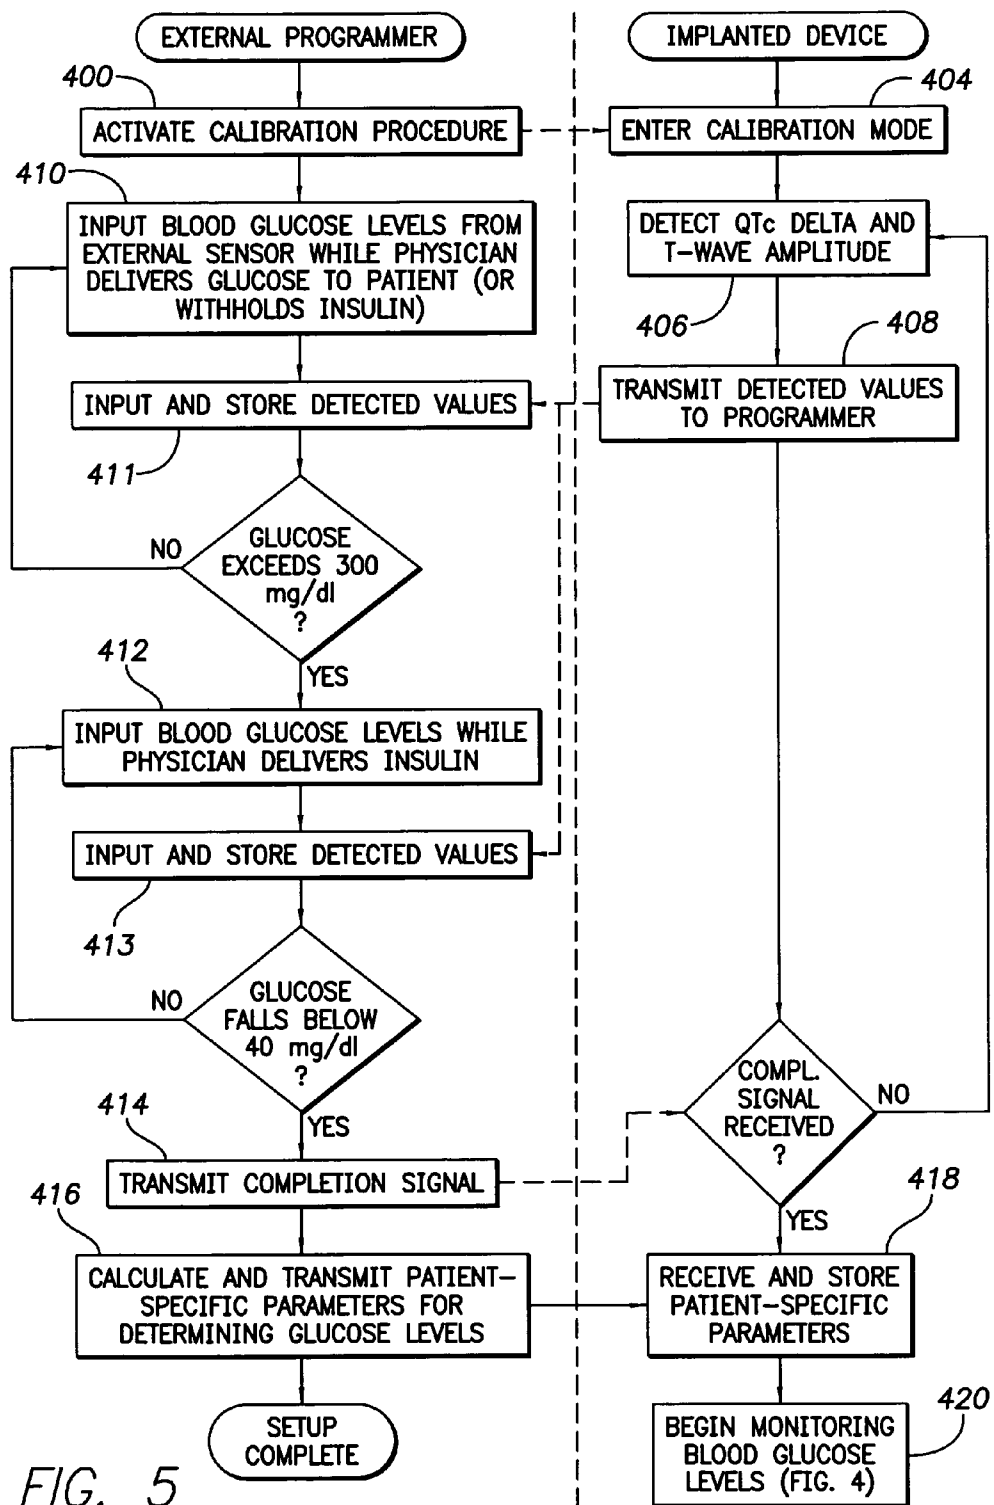 EXTERNAL PROGRAMMER
IMPLANTED DEVICE
400
404
ACTIVATE CALIBRATION PROCEDURE
ENTER CALIBRATION MODE
410
INPUT BLOOD GLUCOSE LEVELS FROM
EXTERNAL SENSOR WHILE PHYSICIAN
DELIVERS GLUCOSE TO PATIENT (OR
WITHHOLDS INSULIN)
DETECT QTc DELTA AND
T-WAVE AMPLITUDE
406
408
INPUT AND STORE DETECTED VALUES
TRANSMIT DETECTED VALUES
TO PROGRAMMER
411
GLUCOSE
EXCEEDS 300
mg/dl
?
NO
YES
412
INPUT BLOOD GLUCOSE LEVELS WHILE
PHYSICIAN DELIVERS INSULIN
INPUT AND STORE DETECTED VALUES
413
GLUCOSE
FALLS BELOW
40 mg/dl
?
NO
YES
COMPL.
SIGNAL
RECEIVED
?
NO
YES
414
TRANSMIT COMPLETION SIGNAL
416
418
CALCULATE AND TRANSMIT PATIENT-
SPECIFIC PARAMETERS FOR
DETERMINING GLUCOSE LEVELS
RECEIVE AND STORE
PATIENT-SPECIFIC
PARAMETERS
SETUP
COMPLETE
420
BEGIN MONITORING
BLOOD GLUCOSE
LEVELS (FIG. 4)
FIG. 5